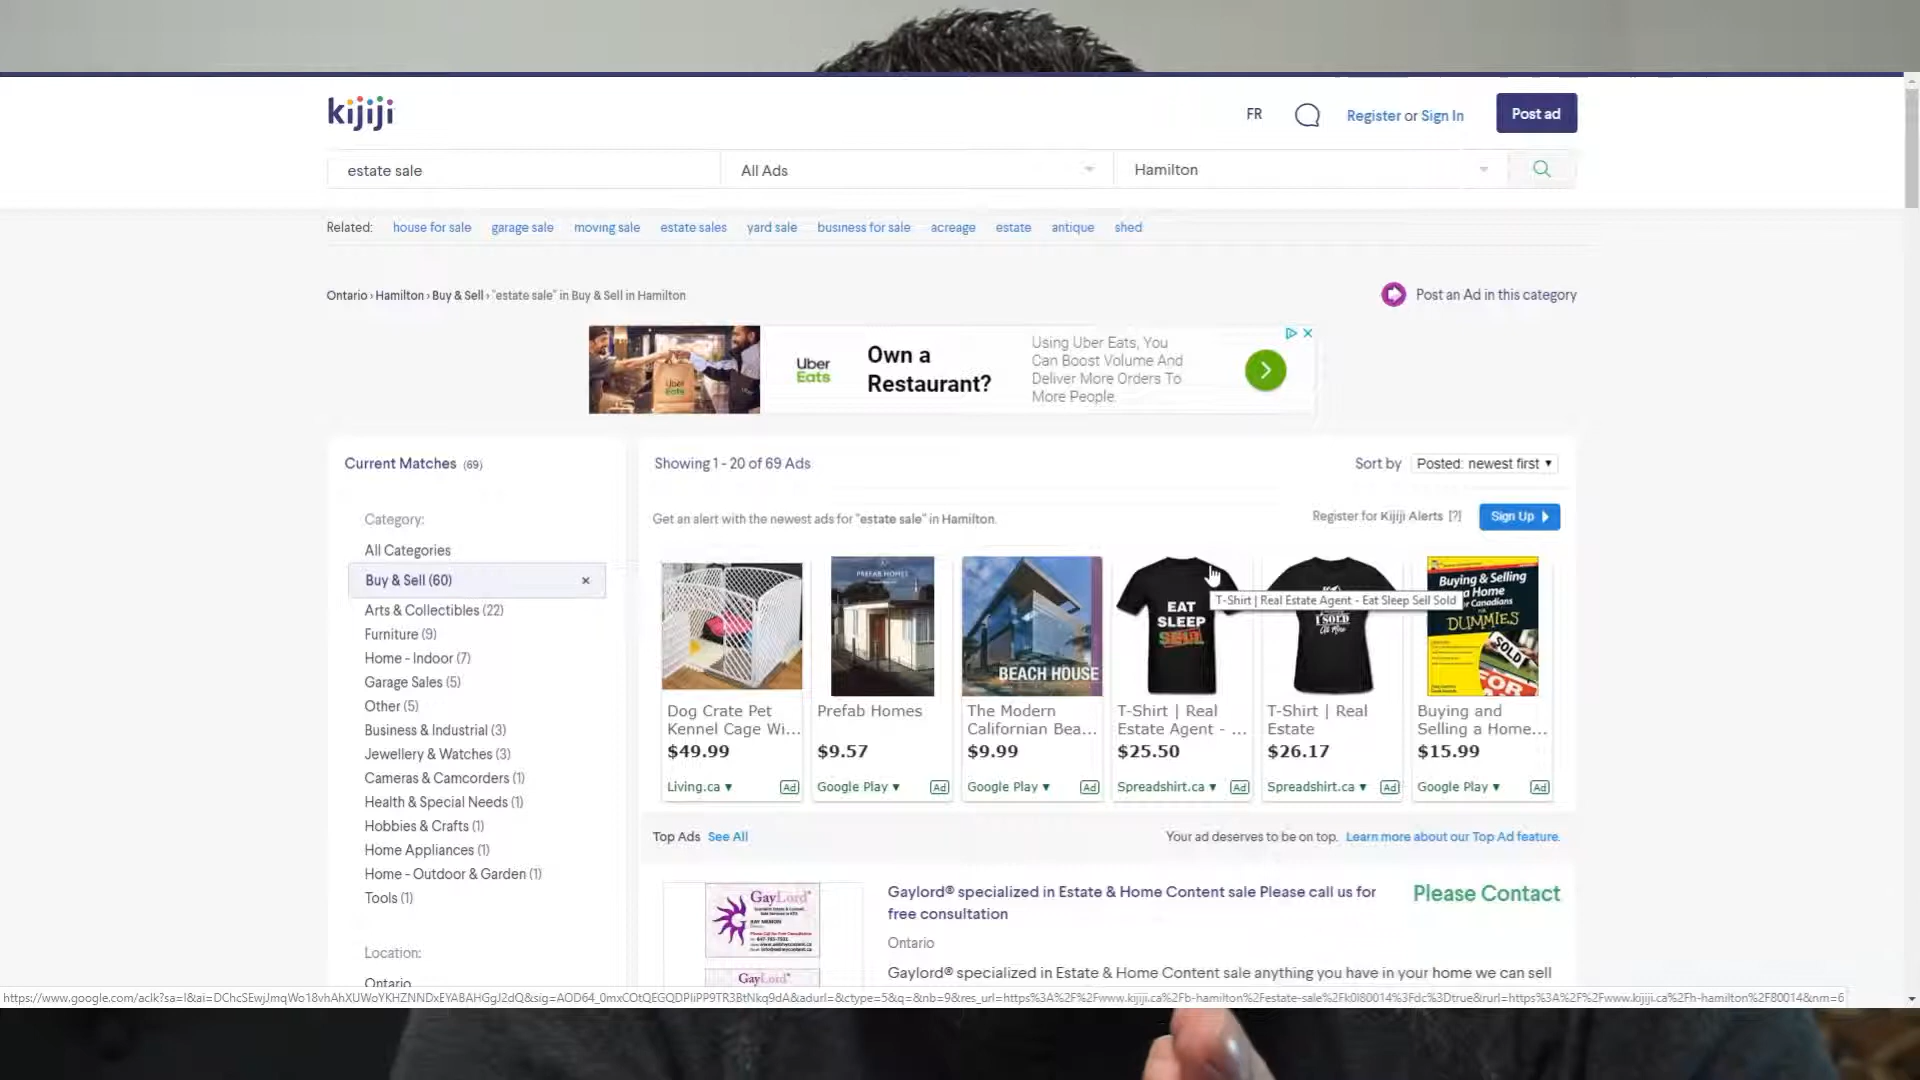 kijiji
FR
Register or Sign In
Post ad
estate sale
All Ads
Hamilton
Related: house for sale garage sale moving sale estate sales yard sale business for sale acreage estate antique shed
Ontario › Hamilton › Buy & Sell › "estate sale" in Buy & Sell in Hamilton
Post an Ad in this category
Uber Eats
Uber
Eats
Own a
Restaurant?
Using Uber Eats, You
Can Boost Volume And
Deliver More Orders To
More People.
Current Matches (69)
Category:
All Categories
Buy & Sell (60) ×
Arts & Collectibles (22)
Furniture (9)
Home - Indoor (7)
Garage Sales (5)
Other (5)
Business & Industrial (3)
Jewellery & Watches (3)
Cameras & Camcorders (1)
Health & Special Needs (1)
Hobbies & Crafts (1)
Home Appliances (1)
Home - Outdoor & Garden (1)
Tools (1)
Location:
Ontario
Showing 1 - 20 of 69 Ads
Sort by Posted: newest first
Get an alert with the newest ads for "estate sale" in Hamilton.
Register for Kijiji Alerts [?] Sign Up
PREFAB HOMES
BEACH HOUSE
EAT
SLEEP
T-Shirt | Real Estate Agent - Eat Sleep Sell Sold
I SOLD
Buying & Selling
a Home
For Canadians
FOR
DUMMIES
SOLD
FOR
Dog Crate Pet
Kennel Cage Wi...
$49.99
Living.ca ▾ Ad
Prefab Homes
$9.57
Google Play ▾ Ad
The Modern
Californian Bea...
$9.99
Google Play ▾ Ad
T-Shirt | Real
Estate Agent - ...
$25.50
Spreadshirt.ca ▾ Ad
T-Shirt | Real
Estate
$26.17
Spreadshirt.ca ▾ Ad
Buying and
Selling a Home...
$15.99
Google Play ▾ Ad
Top Ads See All
Your ad deserves to be on top. Learn more about our Top Ad feature.
GayLord
GayLord
Gaylord® specialized in Estate & Home Content sale Please call us for
free consultation
Please Contact
Ontario
Gaylord® specialized in Estate & Home Content sale anything you have in your home we can sell